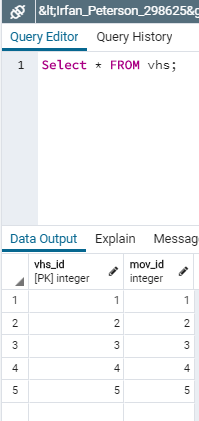 &lt;Irfan_Peterson_298625&g
Query Editor Query History
1 Select * FROM vhs;
Data Output Explain Messag
vhs_id mov_id
[PK] integer integer
1 1 1
2 2 2
3 3 3
4 4 4
5 5 5